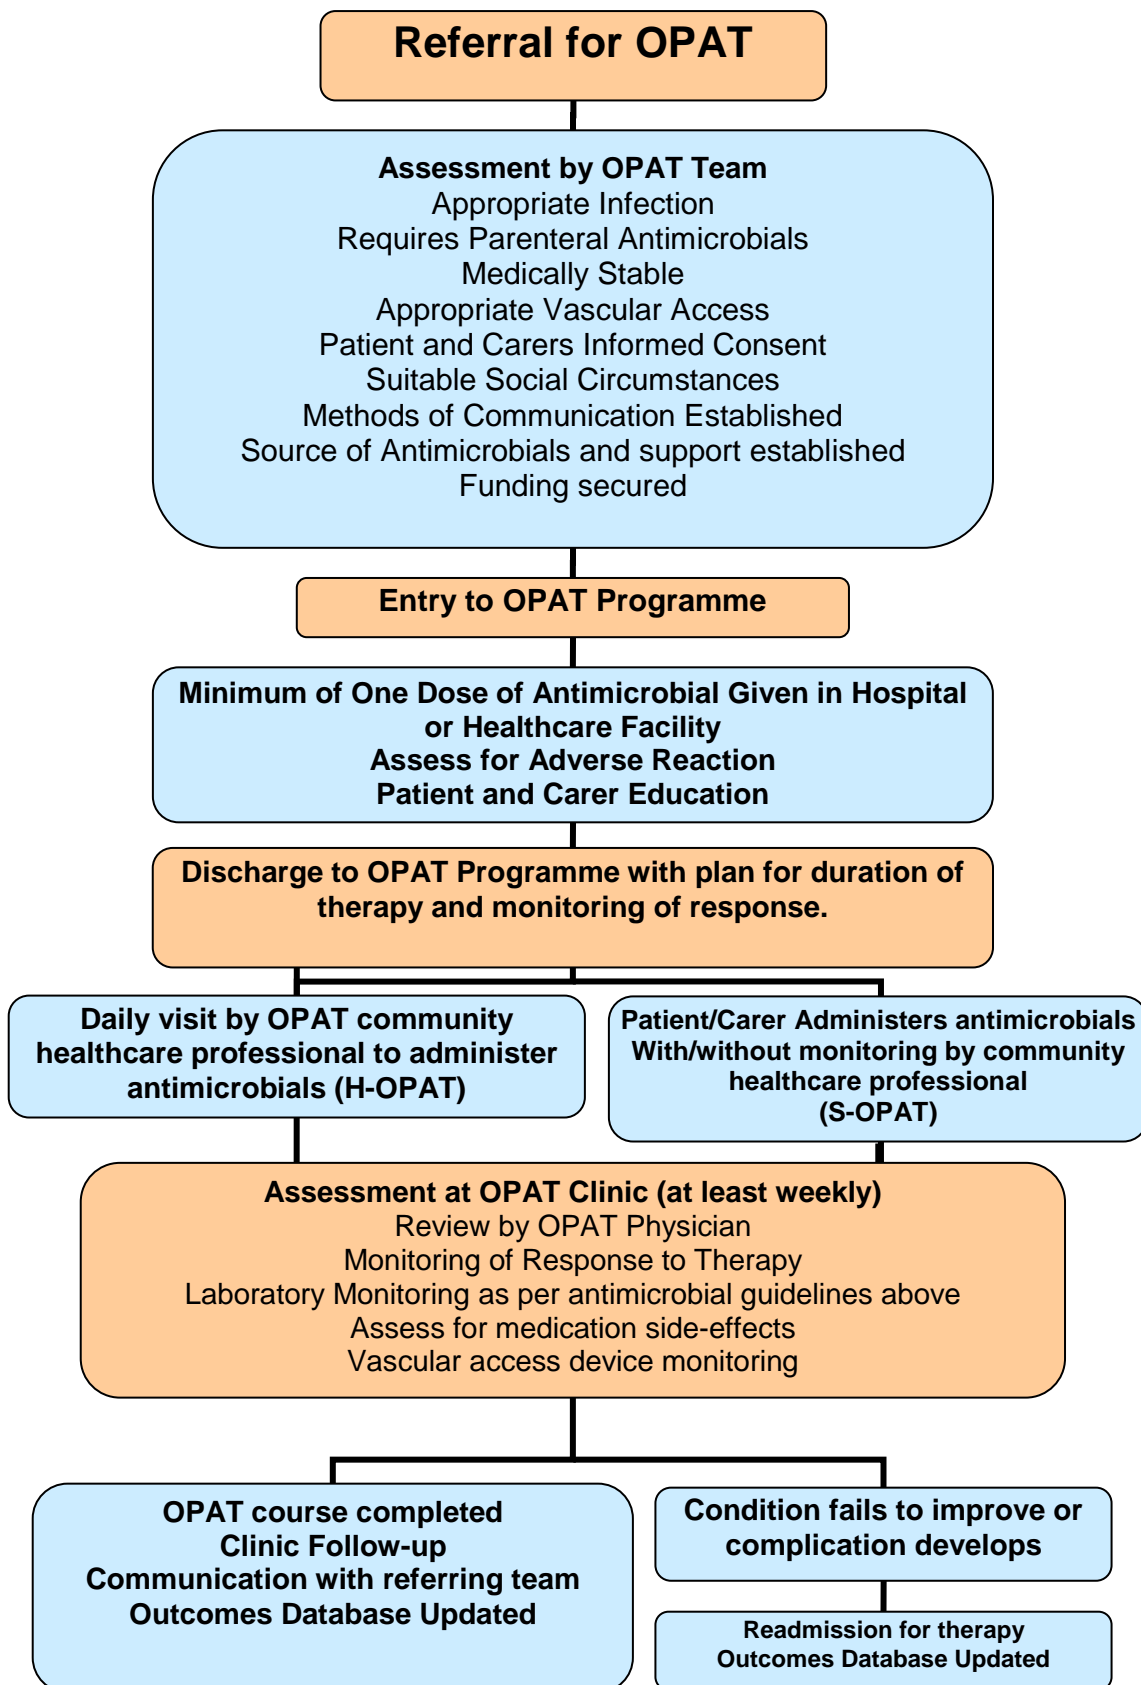 Referral for OPAT
Assessment by OPAT Team
Appropriate Infection
Requires Parenteral Antimicrobials
Medically Stable
Appropriate Vascular Access
Patient and Carers Informed Consent
Suitable Social Circumstances
Methods of Communication Established
Source of Antimicrobials and support established
Funding secured
Entry to OPAT Programme
Minimum of One Dose of Antimicrobial Given in Hospital
or Healthcare Facility
Assess for Adverse Reaction
Patient and Carer Education
Discharge to OPAT Programme with plan for duration of
therapy and monitoring of response.
Daily visit by OPAT community
healthcare professional to administer
antimicrobials (H-OPAT)
Patient/Carer Administers antimicrobials
With/without monitoring by community
healthcare professional
(S-OPAT)
Assessment at OPAT Clinic (at least weekly)
Review by OPAT Physician
Monitoring of Response to Therapy
Laboratory Monitoring as per antimicrobial guidelines above
Assess for medication side-effects
Vascular access device monitoring
OPAT course completed
Clinic Follow-up
Communication with referring team
Outcomes Database Updated
Condition fails to improve or
complication develops
Readmission for therapy
Outcomes Database Updated